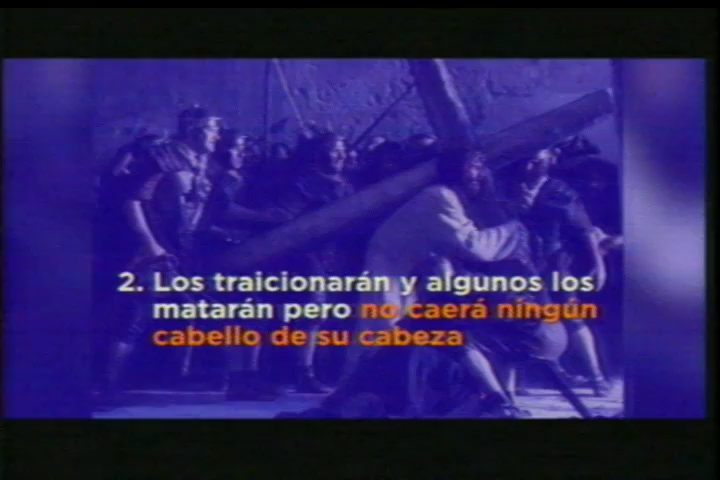 2. Los traicionarán y algunos los
matarán pero no caerá ningún
cabello de su cabeza